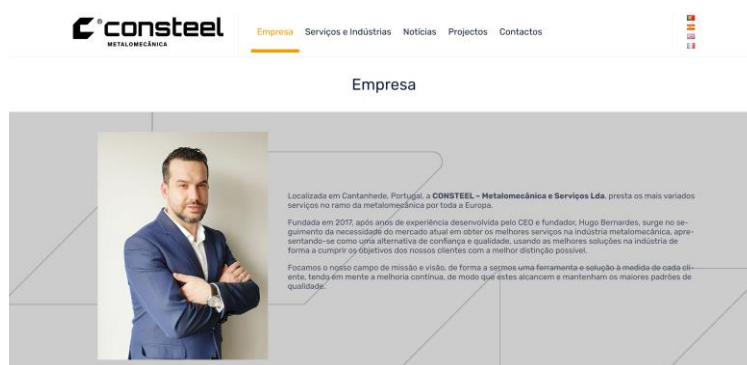 consteel
METALOMECÂNICA
Empresa Serviços e Indústrias Notícias Projectos Contactos
Empresa
Localizada em Cantanhede, Portugal, a CONSTEEL – Metalomecânica e Serviços Lda. presta os mais variados
serviços no ramo da metalomecânica por toda a Europa.
Fundada em 2017, após anos de experiência desenvolvida pelo CEO e fundador, Hugo Bernardes, surge no se-
guimento da necessidade do mercado atual em obter os melhores serviços na indústria metalomecânica, apre-
sentando-se como uma alternativa de confiança e qualidade, usando as melhores soluções na indústria de
forma a cumprir os objetivos dos nossos clientes com a melhor distinção possível.
Focamos o nosso campo de missão e visão, de forma a sermos uma ferramenta e solução à medida de cada cli-
ente, tendo em mente a melhoria contínua, de modo que estes alcancem e mantenham os maiores padrões de
qualidade.